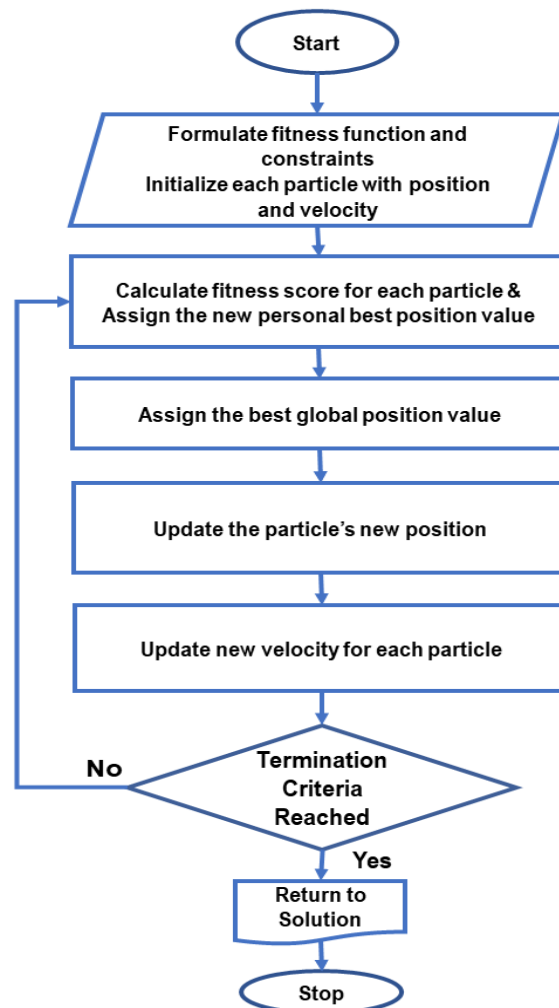 Start
Formulate fitness function and
constraints
Initialize each particle with position
and velocity
Calculate fitness score for each particle &
Assign the new personal best position value
Assign the best global position value
Update the particle's new position
Update new velocity for each particle
Termination
Criteria
Reached
No
Yes
Return to
Solution
Stop